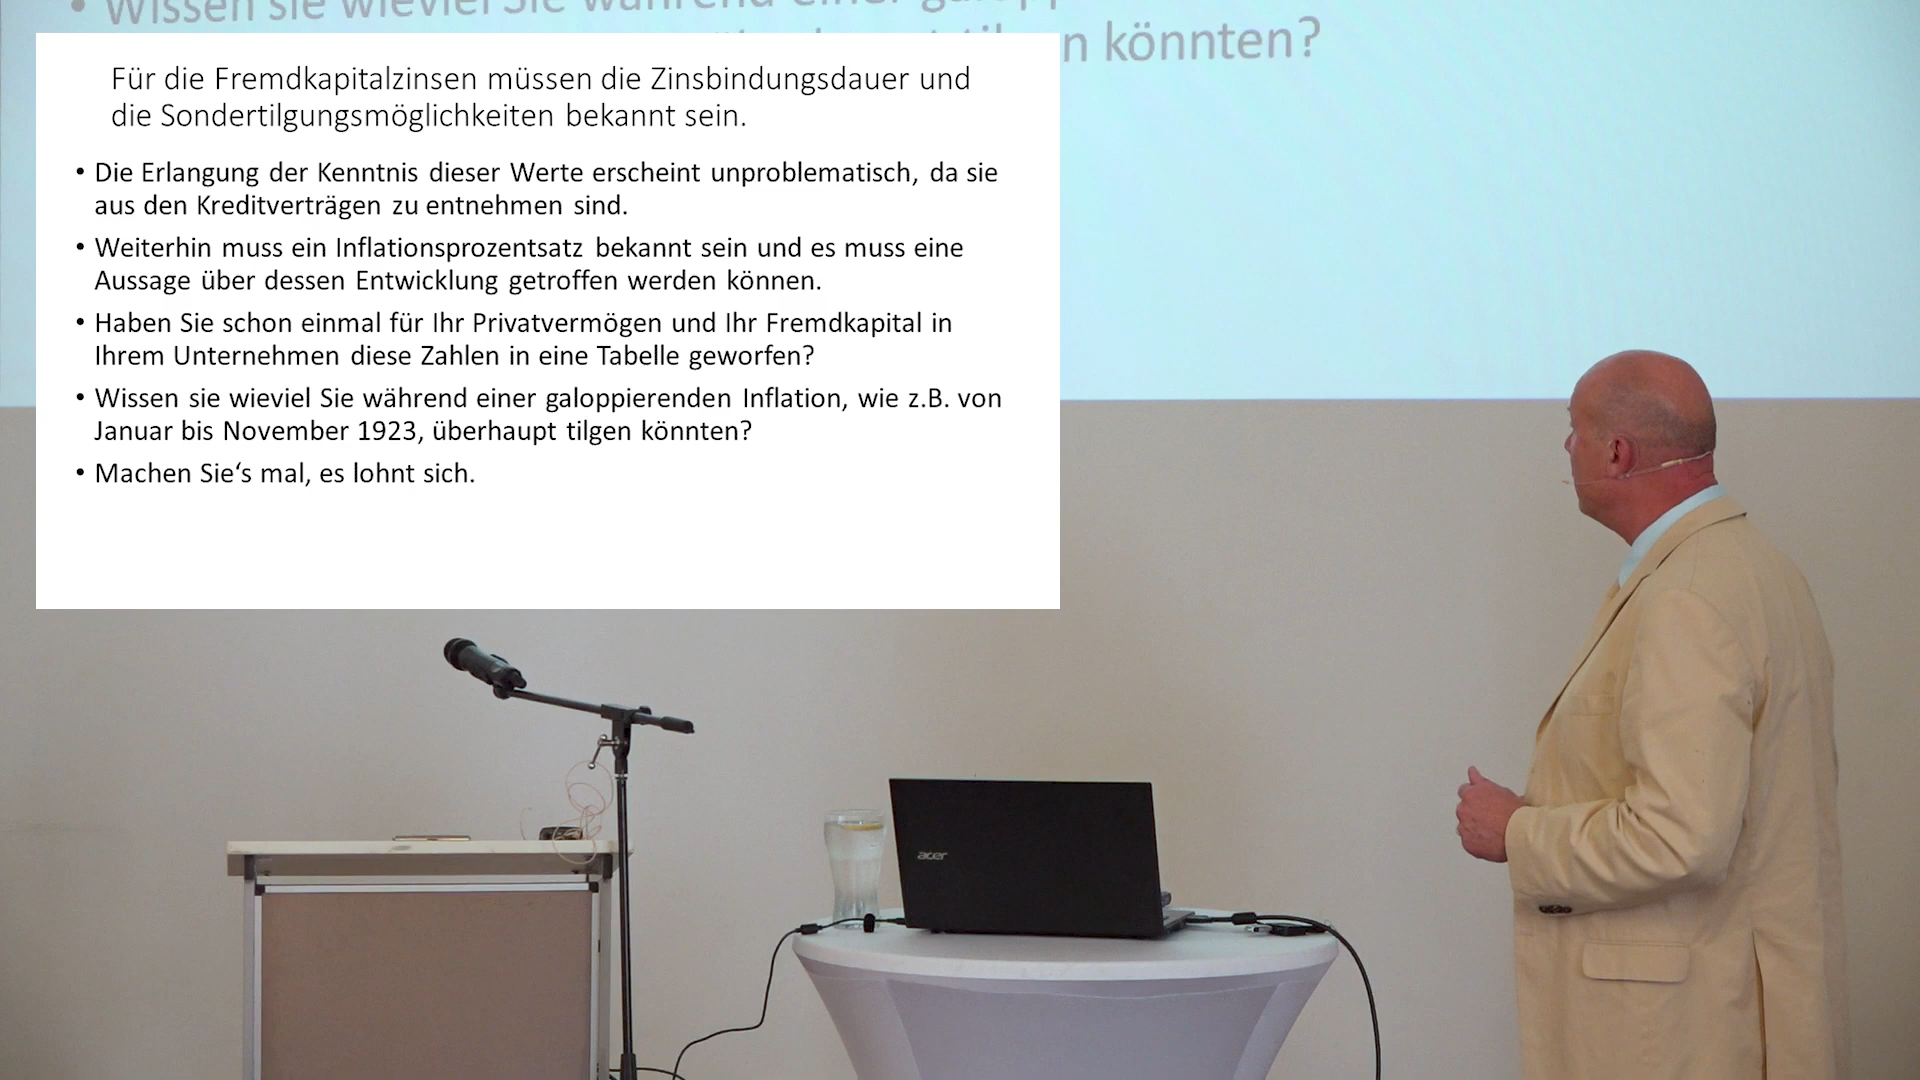 • Wissen sie wieviel Sie während einer
n könnten?
Für die Fremdkapitalzinsen müssen die Zinsbindungsdauer und
die Sondertilgungsmöglichkeiten bekannt sein.
• Die Erlangung der Kenntnis dieser Werte erscheint unproblematisch, da sie
aus den Kreditverträgen zu entnehmen sind.
• Weiterhin muss ein Inflationsprozentsatz bekannt sein und es muss eine
Aussage über dessen Entwicklung getroffen werden können.
• Haben Sie schon einmal für Ihr Privatvermögen und Ihr Fremdkapital in
Ihrem Unternehmen diese Zahlen in eine Tabelle geworfen?
• Wissen sie wieviel Sie während einer galoppierenden Inflation, wie z.B. von
Januar bis November 1923, überhaupt tilgen könnten?
• Machen Sie‘s mal, es lohnt sich.
acer